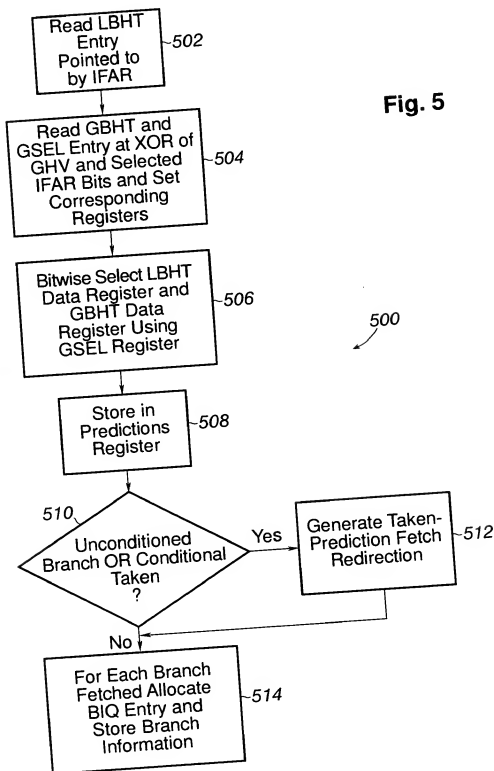 Read LBHT
Entry
Pointed to
by IFAR
502
Fig. 5
Read GBHT and
GSEL Entry at XOR of
GHV and Selected
IFAR Bits and Set
Corresponding
Registers
504
Bitwise Select LBHT
Data Register and
GBHT Data
Register Using
GSEL Register
506
500
Store in
Predictions
Register
508
510
Unconditioned
Branch OR Conditional
Taken
?
Yes
Generate Taken-
Prediction Fetch
Redirection
512
No
For Each Branch
Fetched Allocate
BIQ Entry and
Store Branch
Information
514